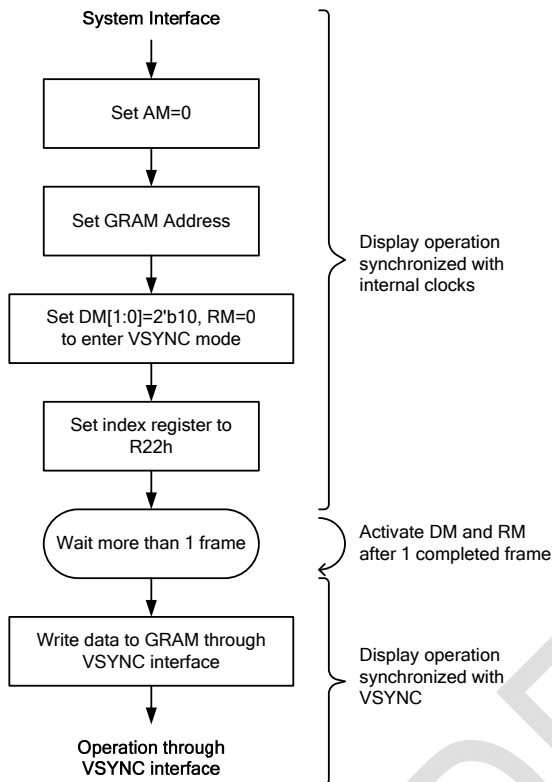 System Interface
Set AM=0
Set GRAM Address
Set DM[1:0]=2'b10, RM=0
to enter VSYNC mode
Set index register to
R22h
Display operation
synchronized with
internal clocks
Wait more than 1 frame
Activate DM and RM
after 1 completed frame
Write data to GRAM through
VSYNC interface
Display operation
synchronized with
VSYNC
Operation through
VSYNC interface